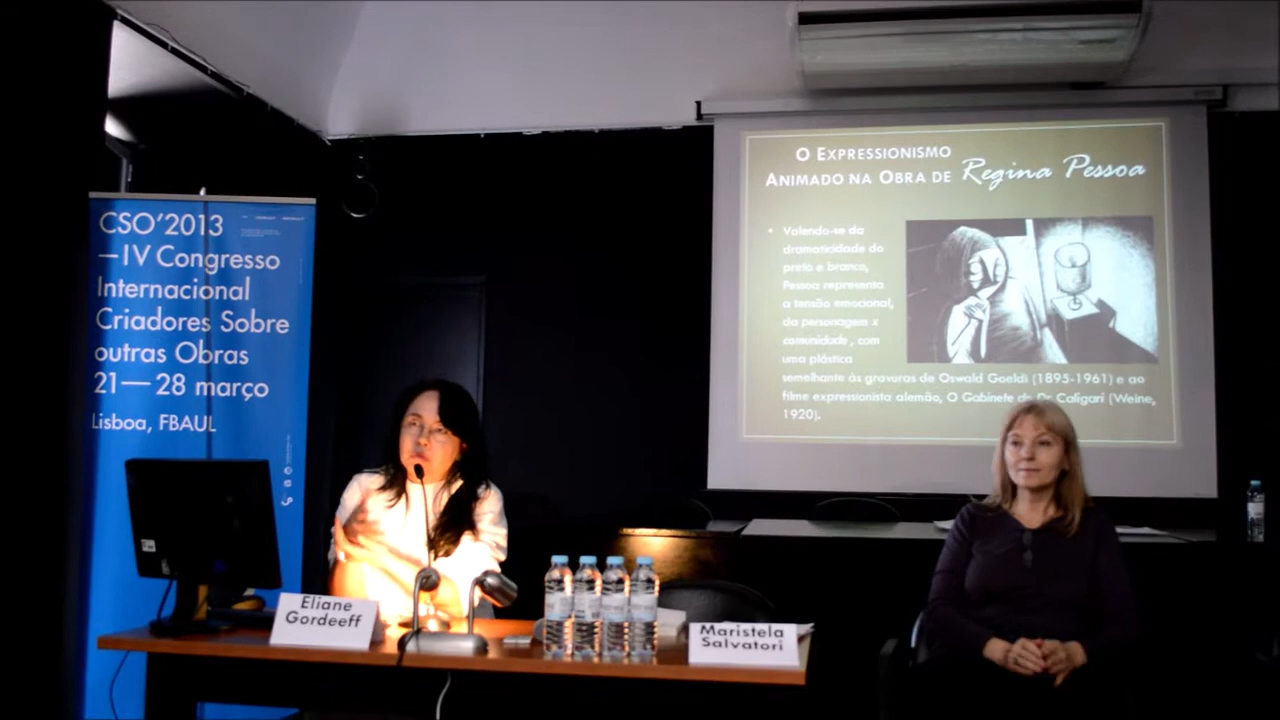 CSO'2013
—IV Congresso
Internacional
Criadores Sobre
outras Obras
21—28 março
Lisboa, FBAUL
O Expressionismo
Animado na Obra de Regina Pessoa
• Valendo-se da
dramaticidade do
preto e branco,
Pessoa representa
a tensão emocional,
da personagem x
comunidade, com
uma plástica
semelhante às gravuras de Oswald Goeldi (1895-1961) e ao
filme expressionista alemão, O Gabinete do Dr. Caligari (Weine,
1920).
Eliane
Gordeeff
Maristela
Salvatori